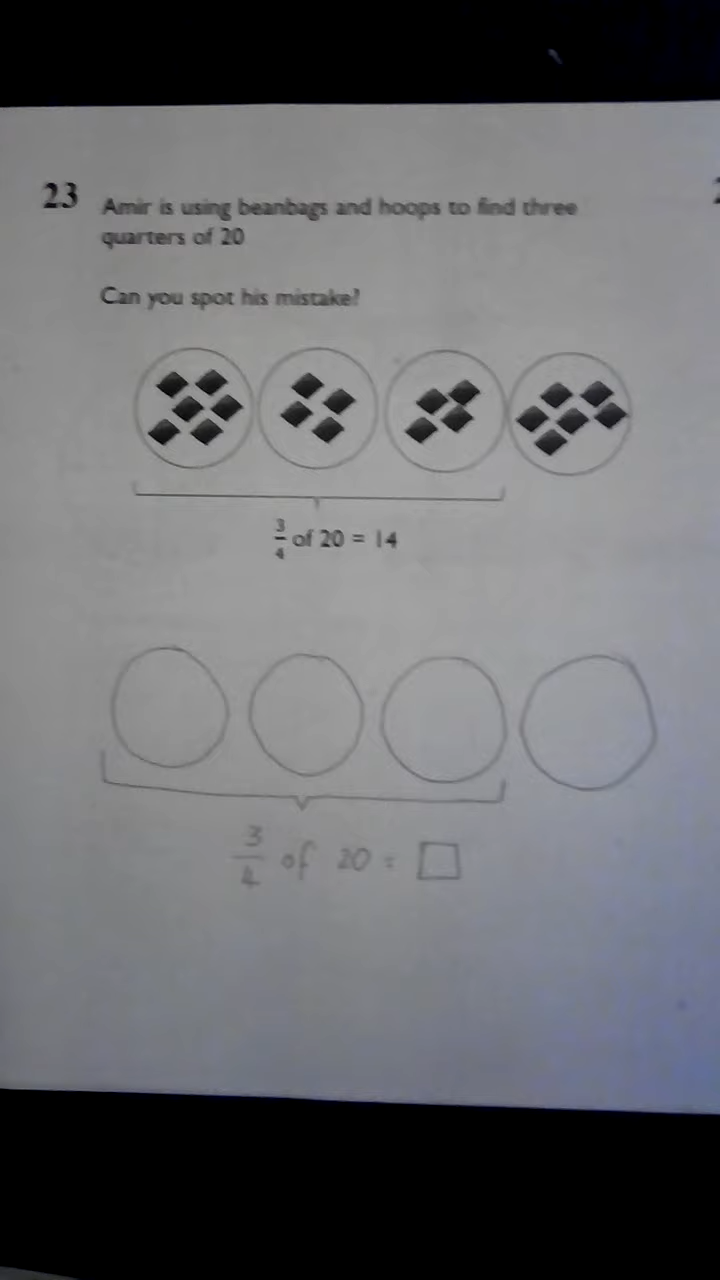 23 Amir is using beanbags and hoops to find three
quarters of 20
Can you spot his mistake?
3/4 of 20 = 14
3/4 of 20 = □